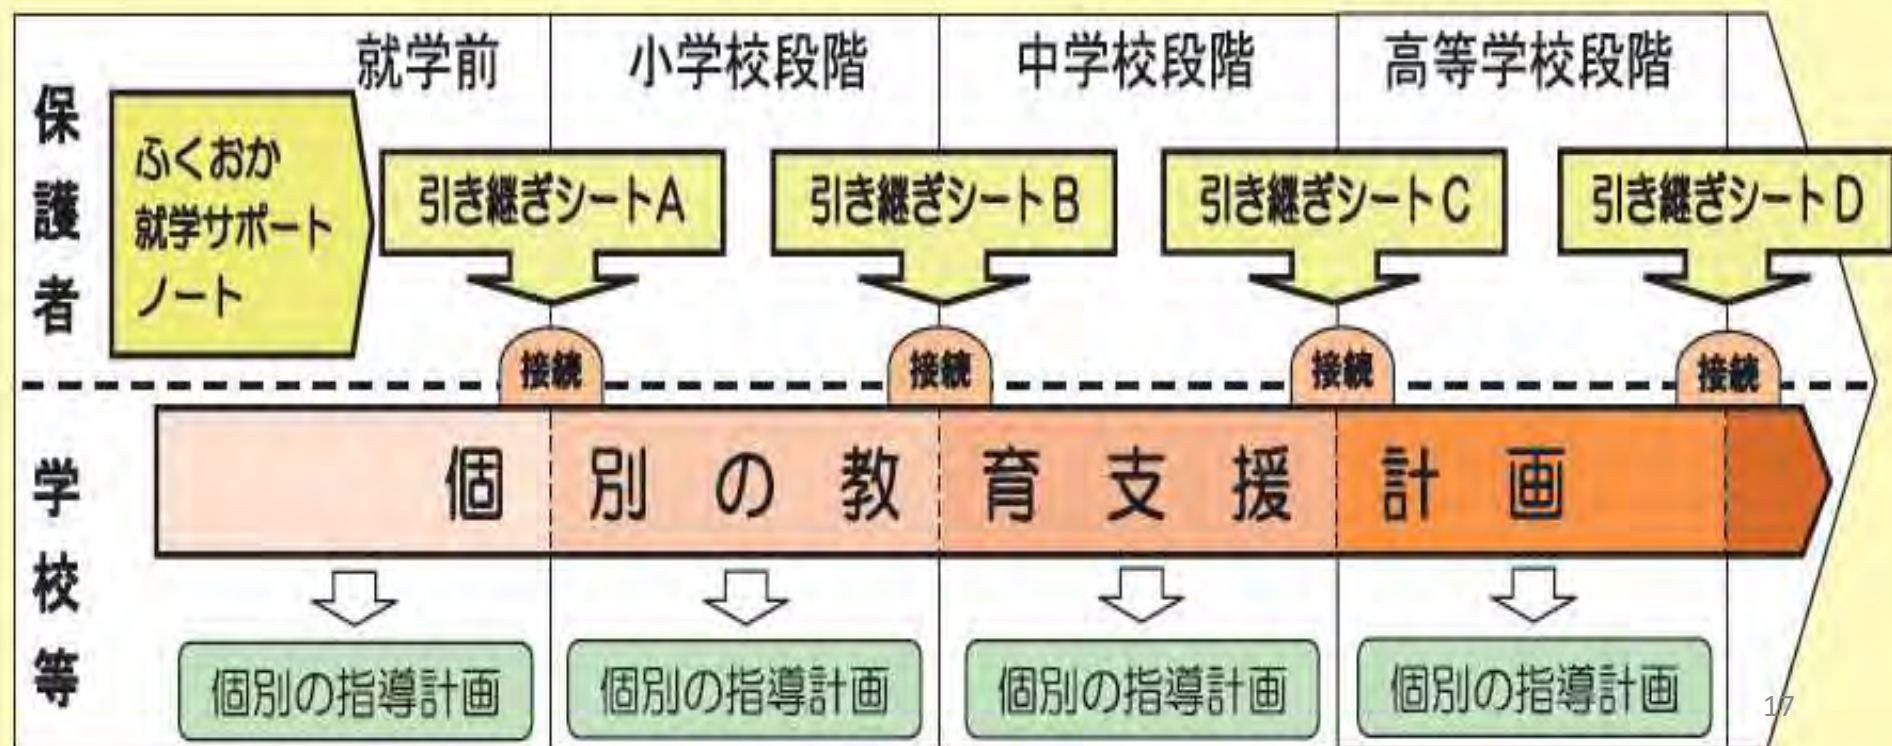 就学前
小学校段階
中学校段階
高等学校段階
保護者
ふくおか
就学サポート
ノート
引き継ぎシートA
引き継ぎシートB
引き継ぎシートC
引き継ぎシートD
接続
接続
接続
接続
学校等
個別の教育支援計画
個別の指導計画
個別の指導計画
個別の指導計画
個別の指導計画
17